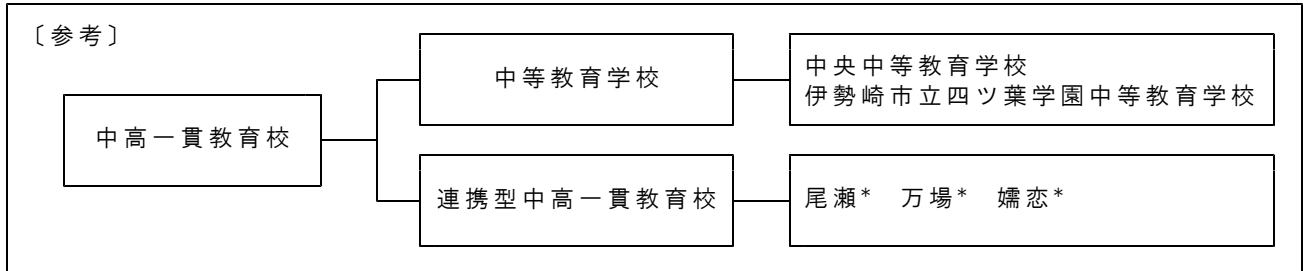 〔参考〕
中高一貫教育校
中等教育学校
中央中等教育学校
伊勢崎市立四ツ葉学園中等教育学校
連携型中高一貫教育校
尾瀬* 万場* 嬬恋*